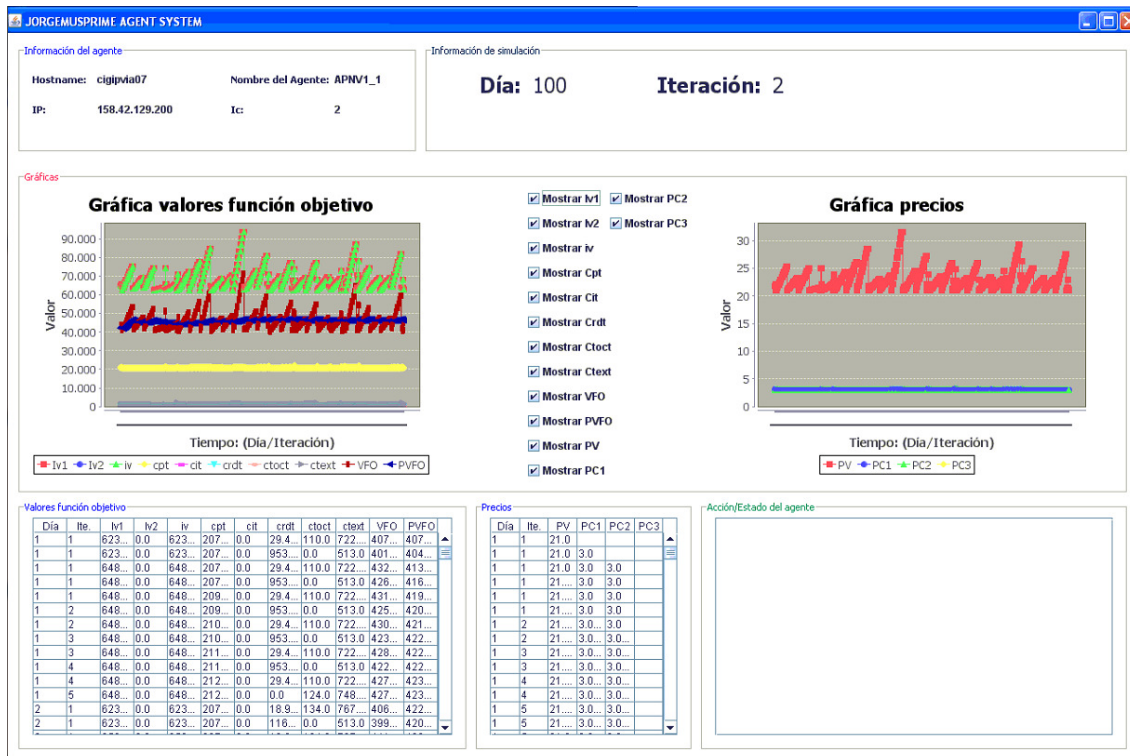 JORGEMUSPRIME AGENT SYSTEM
Información del agente
Hostname: cigipvia07 Nombre del Agente: APNV1_1
IP: 158.42.129.200 Ic: 2
Información de simulación
Día: 100 Iteración: 2
Gráficas
Gráfica valores función objetivo
90.000
80.000
70.000
60.000
50.000
40.000
30.000
20.000
10.000
0
Valor
Tiempo: (Día/Iteración)
Iv1 Iv2 iv cpt cit crdt ctoct ctext VFO PVFO
Mostrar Iv1 Mostrar PC2
Mostrar Iv2 Mostrar PC3
Mostrar iv
Mostrar Cpt
Mostrar Cit
Mostrar Crdt
Mostrar Ctoct
Mostrar Ctext
Mostrar VFO
Mostrar PVFO
Mostrar PV
Mostrar PC1
Gráfica precios
30
25
20
15
10
5
0
Valor
Tiempo: (Día/Iteración)
PV PC1 PC2 PC3
Valores función objetivo
Día Ite. Iv1 Iv2 iv cpt cit crdt ctoct ctext VFO PVFO
1 1 623... 0.0 623... 207... 0.0 29.4... 110.0 722.... 407... 407...
1 1 623... 0.0 623... 207... 0.0 953.... 0.0 513.0 401... 404...
1 1 648... 0.0 648... 207... 0.0 29.4... 110.0 722.... 432... 413...
1 1 648... 0.0 648... 207... 0.0 953.... 0.0 513.0 426... 416...
1 2 648... 0.0 648... 209... 0.0 29.4... 110.0 722.... 431... 419...
1 2 648... 0.0 648... 209... 0.0 953.... 0.0 513.0 425... 420...
1 2 648... 0.0 648... 210... 0.0 29.4... 110.0 722.... 430... 421...
1 3 648... 0.0 648... 210... 0.0 953.... 0.0 513.0 423... 422...
1 3 648... 0.0 648... 211... 0.0 29.4... 110.0 722.... 428... 422...
1 4 648... 0.0 648... 211... 0.0 953.... 0.0 513.0 422... 422...
1 4 648... 0.0 648... 212... 0.0 29.4... 110.0 722.... 427... 423...
1 5 648... 0.0 648... 212... 0.0 0.0 124.0 748.... 427... 423...
2 1 623... 0.0 623... 207... 0.0 18.9... 134.0 767.... 406... 422...
2 1 623... 0.0 623... 207... 0.0 116.... 0.0 513.0 399... 420...
Precios
Día Ite. PV PC1 PC2 PC3
1 1 21.0
1 1 21.0 3.0
1 1 21.0 3.0 3.0
1 1 21.... 3.0 3.0
1 1 21.... 3.0 3.0
1 1 21.... 3.0 3.0
1 2 21.... 3.0... 3.0
1 2 21.... 3.0... 3.0...
1 3 21.... 3.0... 3.0...
1 3 21.... 3.0... 3.0...
1 4 21.... 3.0... 3.0...
1 4 21.... 3.0... 3.0...
1 5 21.... 3.0... 3.0...
1 5 21.... 3.0... 3.0...
Acción/Estado del agente